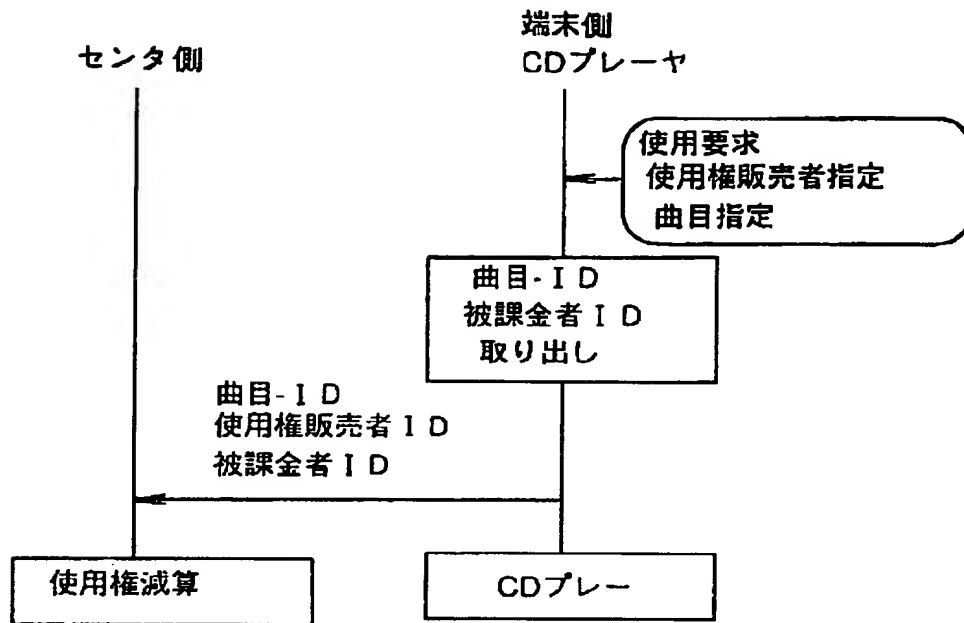 センタ側
端末側
CDプレーヤ
使用要求
使用権販売者指定
曲目指定
曲目-ID
被課金者ID
取り出し
曲目-ID
使用権販売者ID
被課金者ID
使用権減算
CDプレー